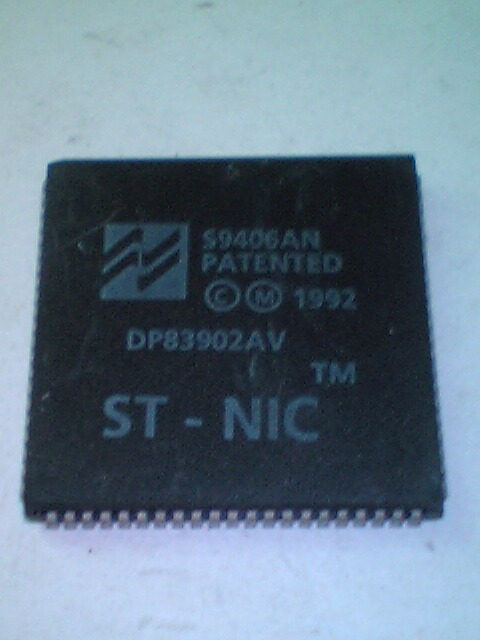 S9406AN
PATENTED
© Ⓜ 1992
DP83902AV
TM
ST - NIC